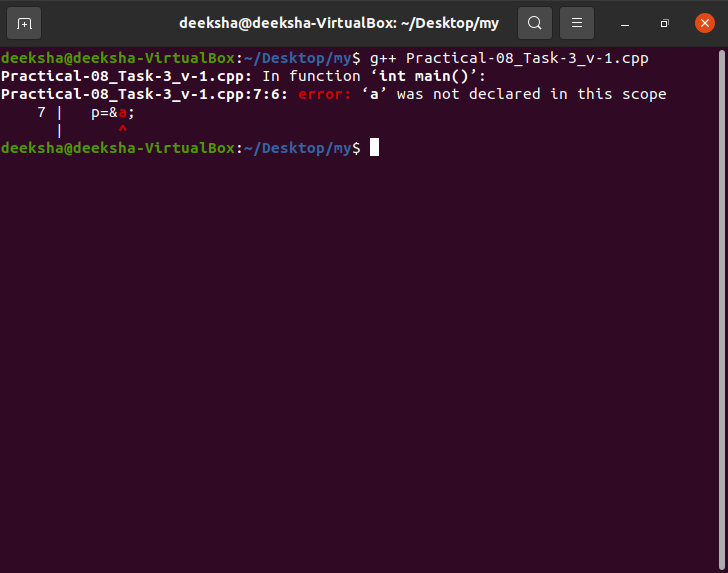 deeksha@deeksha-VirtualBox: ~/Desktop/my
deeksha@deeksha-VirtualBox:~/Desktop/my$ g++ Practical-08_Task-3_v-1.cpp
Practical-08_Task-3_v-1.cpp: In function ‘int main()’:
Practical-08_Task-3_v-1.cpp:7:6: error: ‘a’ was not declared in this scope
    7 |   p=&a;
      |      ^
deeksha@deeksha-VirtualBox:~/Desktop/my$